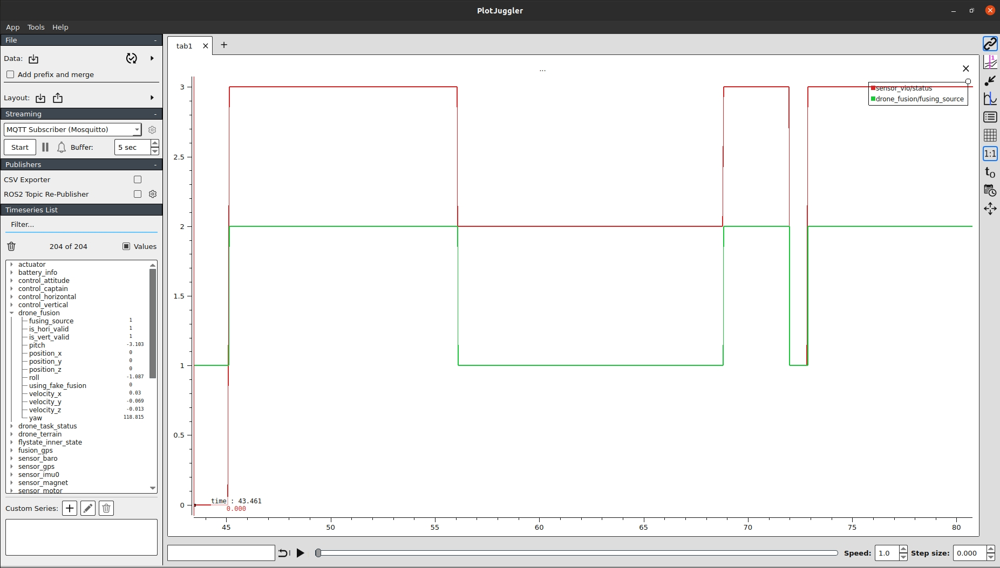 PlotJuggler
App Tools Help
File -
Data:
Add prefix and merge
Layout:
Streaming -
MQTT Subscriber (Mosquitto)
Start Buffer: 5 sec
Publishers -
CSV Exporter
ROS2 Topic Re-Publisher
Timeseries List
Filter...
204 of 204 Values
actuator
battery_info
control_attitude
control_captain
control_horizontal
control_vertical
drone_fusion
fusing_source 1
is_hori_valid 1
is_vert_valid 1
pitch -3.103
position_x 0
position_y 0
position_z 0
roll -1.087
using_fake_fusion 0
velocity_x 0.03
velocity_y -0.069
velocity_z -0.013
yaw 118.815
drone_task_status
drone_terrain
flystate_inner_state
fusion_gps
sensor_baro
sensor_gps
sensor_imu0
sensor_magnet
sensor_motor
Custom Series:
tab1
...
sensor_vio/status
drone_fusion/fusing_source
3
2.5
2
1.5
1
0.5
0
time : 43.461
0.000
45 50 55 60 65 70 75 80
Speed: 1.0 Step size: 0.000
1
1:1
t0